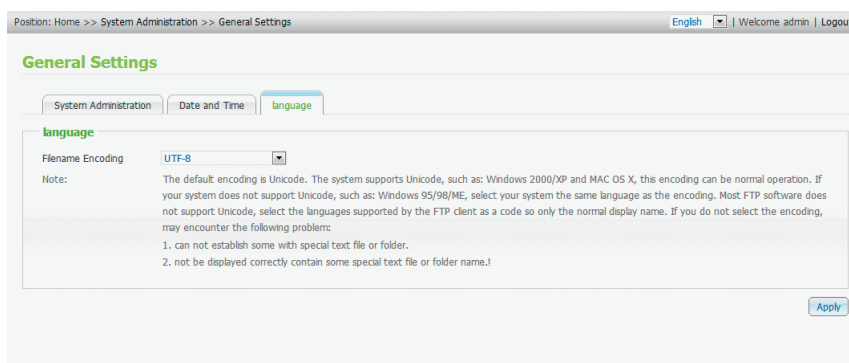 Position: Home >> System Administration >> General Settings English | Welcome admin | Logou
General Settings
System Administration Date and Time language
language
Filename Encoding UTF-8
Note: The default encoding is Unicode. The system supports Unicode, such as: Windows 2000/XP and MAC OS X, this encoding can be normal operation. If
your system does not support Unicode, such as: Windows 95/98/ME, select your system the same language as the encoding. Most FTP software does
not support Unicode, select the languages supported by the FTP client as a code so only the normal display name. If you do not select the encoding,
may encounter the following problem:
1. can not establish some with special text file or folder.
2. not be displayed correctly contain some special text file or folder name.!
Apply